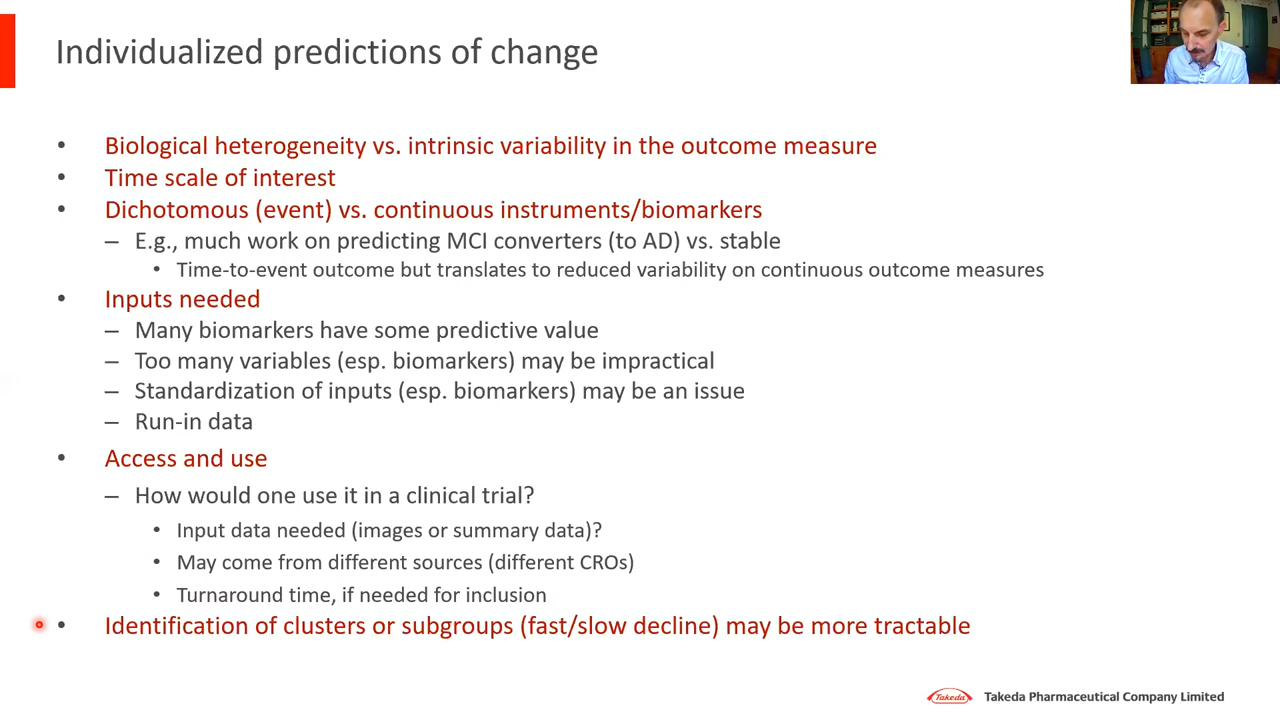 Individualized predictions of change
• Biological heterogeneity vs. intrinsic variability in the outcome measure
• Time scale of interest
• Dichotomous (event) vs. continuous instruments/biomarkers
– E.g., much work on predicting MCI converters (to AD) vs. stable
• Time-to-event outcome but translates to reduced variability on continuous outcome measures
• Inputs needed
– Many biomarkers have some predictive value
– Too many variables (esp. biomarkers) may be impractical
– Standardization of inputs (esp. biomarkers) may be an issue
– Run-in data
• Access and use
– How would one use it in a clinical trial?
• Input data needed (images or summary data)?
• May come from different sources (different CROs)
• Turnaround time, if needed for inclusion
• Identification of clusters or subgroups (fast/slow decline) may be more tractable
Takeda Takeda Pharmaceutical Company Limited